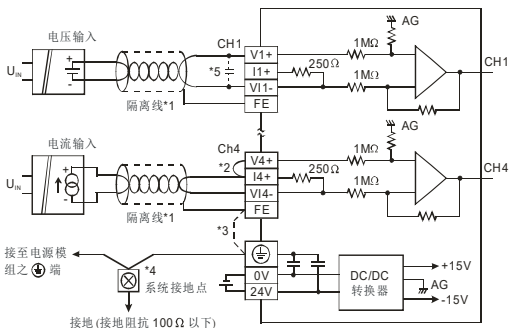 电压输入
UIN
+
-
隔离线*1
CH1
*5
V1+
I1+
VI1-
FE
250Ω
1MΩ
1MΩ
AG
CH1
电流输入
UIN
+
-
隔离线*1
Ch4
*2
V4+
I4+
VI4-
FE
250Ω
1MΩ
1MΩ
AG
CH4
*3
接至电源模
组之 端
*4
系统接地点
接地(接地阻抗 100Ω 以下)
0V
24V
DC/DC
转换器
+15V
AG
-15V